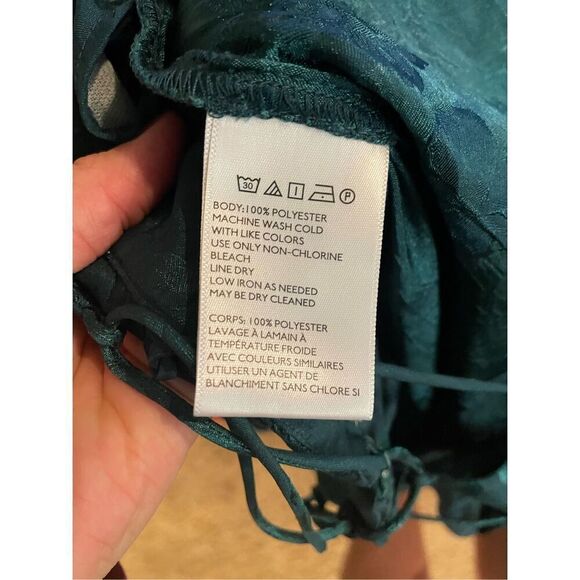 30 P
BODY:100% POLYESTER
MACHINE WASH COLD
WITH LIKE COLORS
USE ONLY NON-CHLORINE
BLEACH
LINE DRY
LOW IRON AS NEEDED
MAY BE DRY CLEANED
CORPS: 100% POLYESTER
LAVAGE À LAMAIN À
TEMPÉRATURE FROIDE
AVEC COULEURS SIMILAIRES
UTILISER UN AGENT DE
BLANCHIMENT SANS CHLORE SI